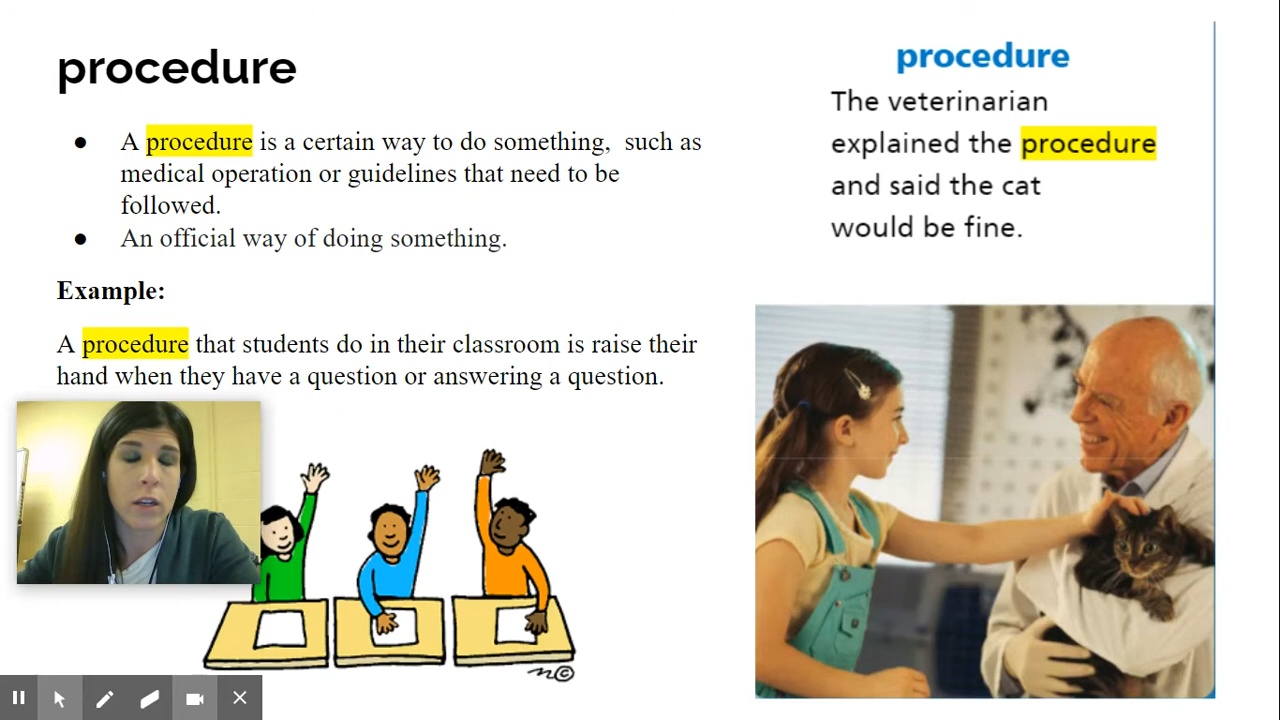 procedure
● A procedure is a certain way to do something, such as
medical operation or guidelines that need to be
followed.
● An official way of doing something.
Example:
A procedure that students do in their classroom is raise their
hand when they have a question or answering a question.
procedure
The veterinarian
explained the procedure
and said the cat
would be fine.